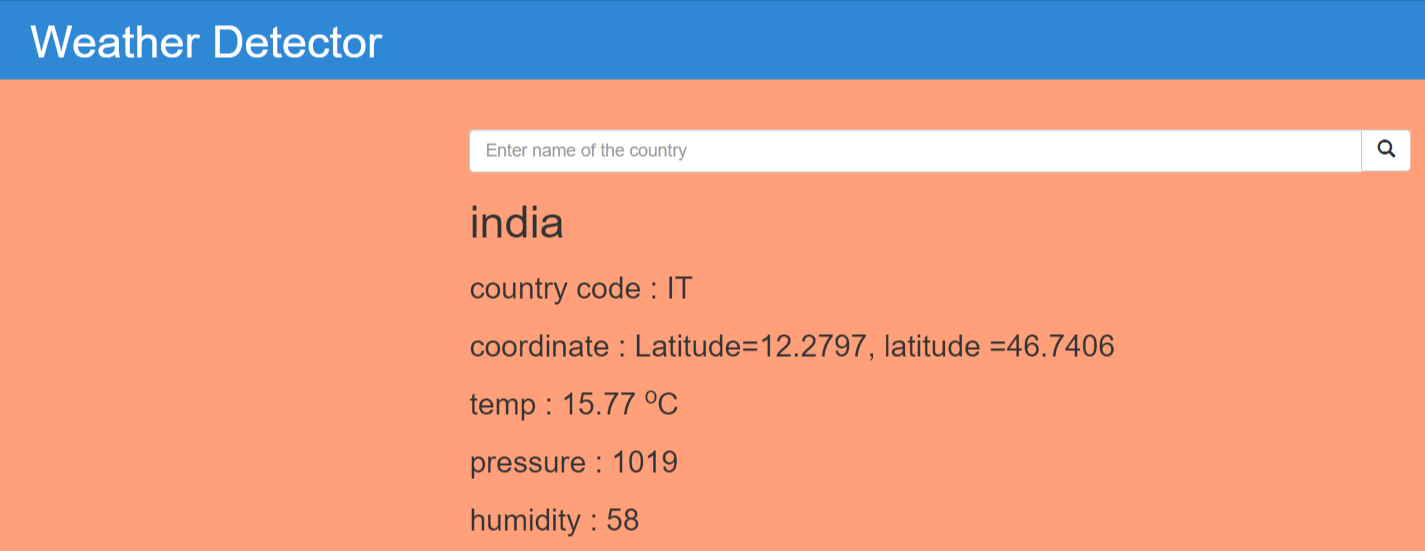 Weather Detector
Enter name of the country
india
country code : IT
coordinate : Latitude=12.2797, latitude =46.7406
temp : 15.77 ºC
pressure : 1019
humidity : 58